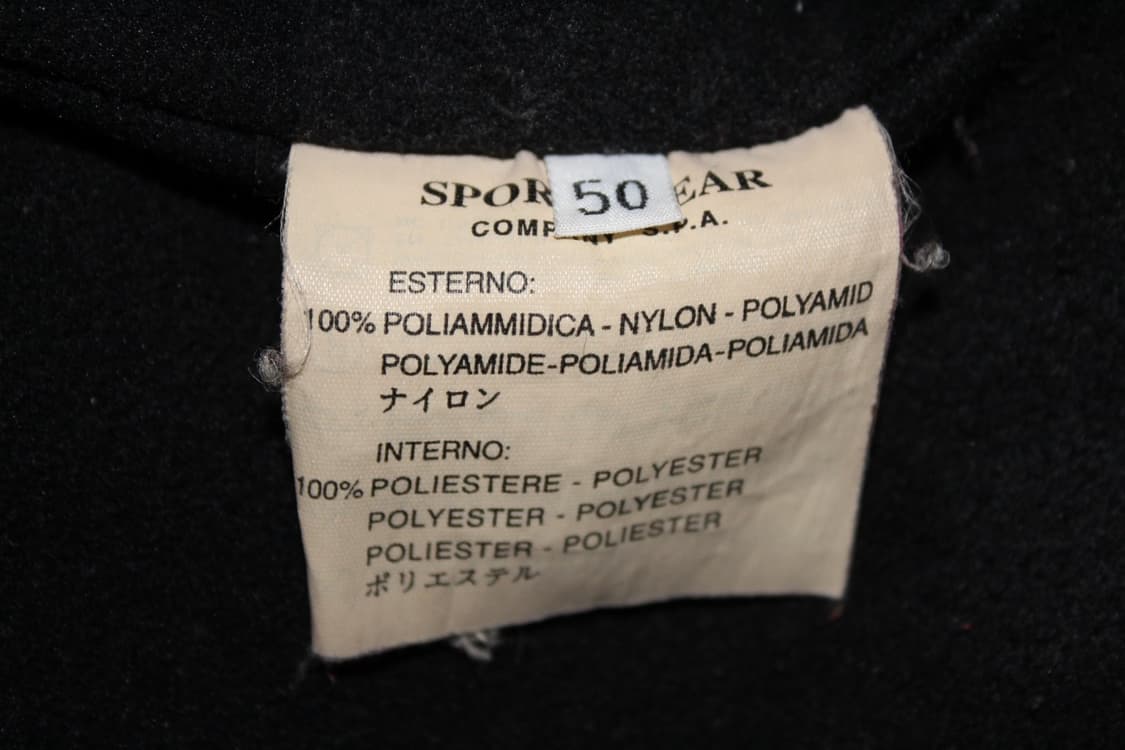 SPOR 50 EAR
COMPANY S.P.A.
ESTERNO:
100% POLIAMMIDICA - NYLON - POLYAMID
POLYAMIDE-POLIAMIDA-POLIAMIDA
ナイロン
INTERNO:
100% POLIESTERE - POLYESTER
POLYESTER - POLYESTER
POLIESTER - POLIESTER
ポリエステル